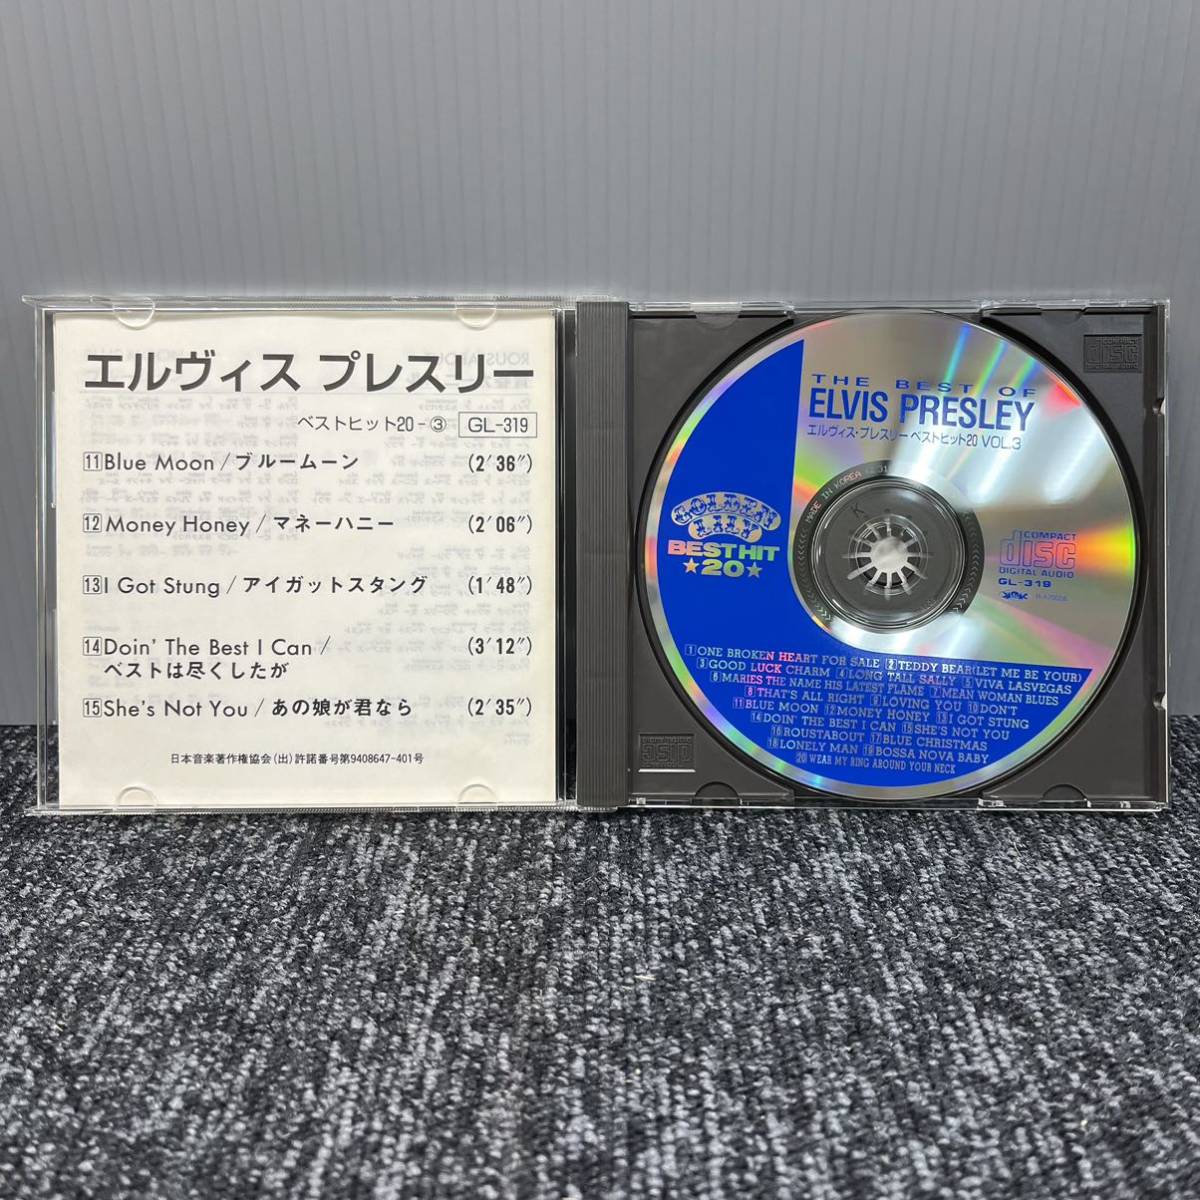 エルヴィス プレスリー
ベストヒット20-③ GL-319
11 Blue Moon / ブルームーン (2′36″)
12 Money Honey / マネーハニー (2′06″)
13 I Got Stung / アイガットスタング (1′48″)
14 Doin' The Best I Can / (3′12″)
ベストは尽くしたが
15 She's Not You / あの娘が君なら (2′35″)
日本音楽著作権協会(出)許諾番号第9408647-401号
THE BEST OF
ELVIS PRESLEY
エルヴィス・プレスリー ベストヒット20 VOL.3
MADE IN KOREA
K
GOLDEN
LILY
BEST HIT
★20★
COMPACT
disc
DIGITAL AUDIO
GL-319
1 ONE BROKEN HEART FOR SALE 2 TEDDY BEAR(LET ME BE YOUR)
3 GOOD LUCK CHARM 4 LONG TALL SALLY 5 VIVA LASVEGAS
6 MARIES THE NAME HIS LATEST FLAME 7 MEAN WOMAN BLUES
8 THAT'S ALL RIGHT 9 LOVING YOU 10 DON'T
11 BLUE MOON 12 MONEY HONEY 13 I GOT STUNG
14 DOIN' THE BEST I CAN 15 SHE'S NOT YOU
16 ROUSTABOUT 17 BLUE CHRISTMAS
18 LONELY MAN 19 BOSSA NOVA BABY
20 WEAR MY RING AROUND YOUR NECK
COMPACT
disc
disc